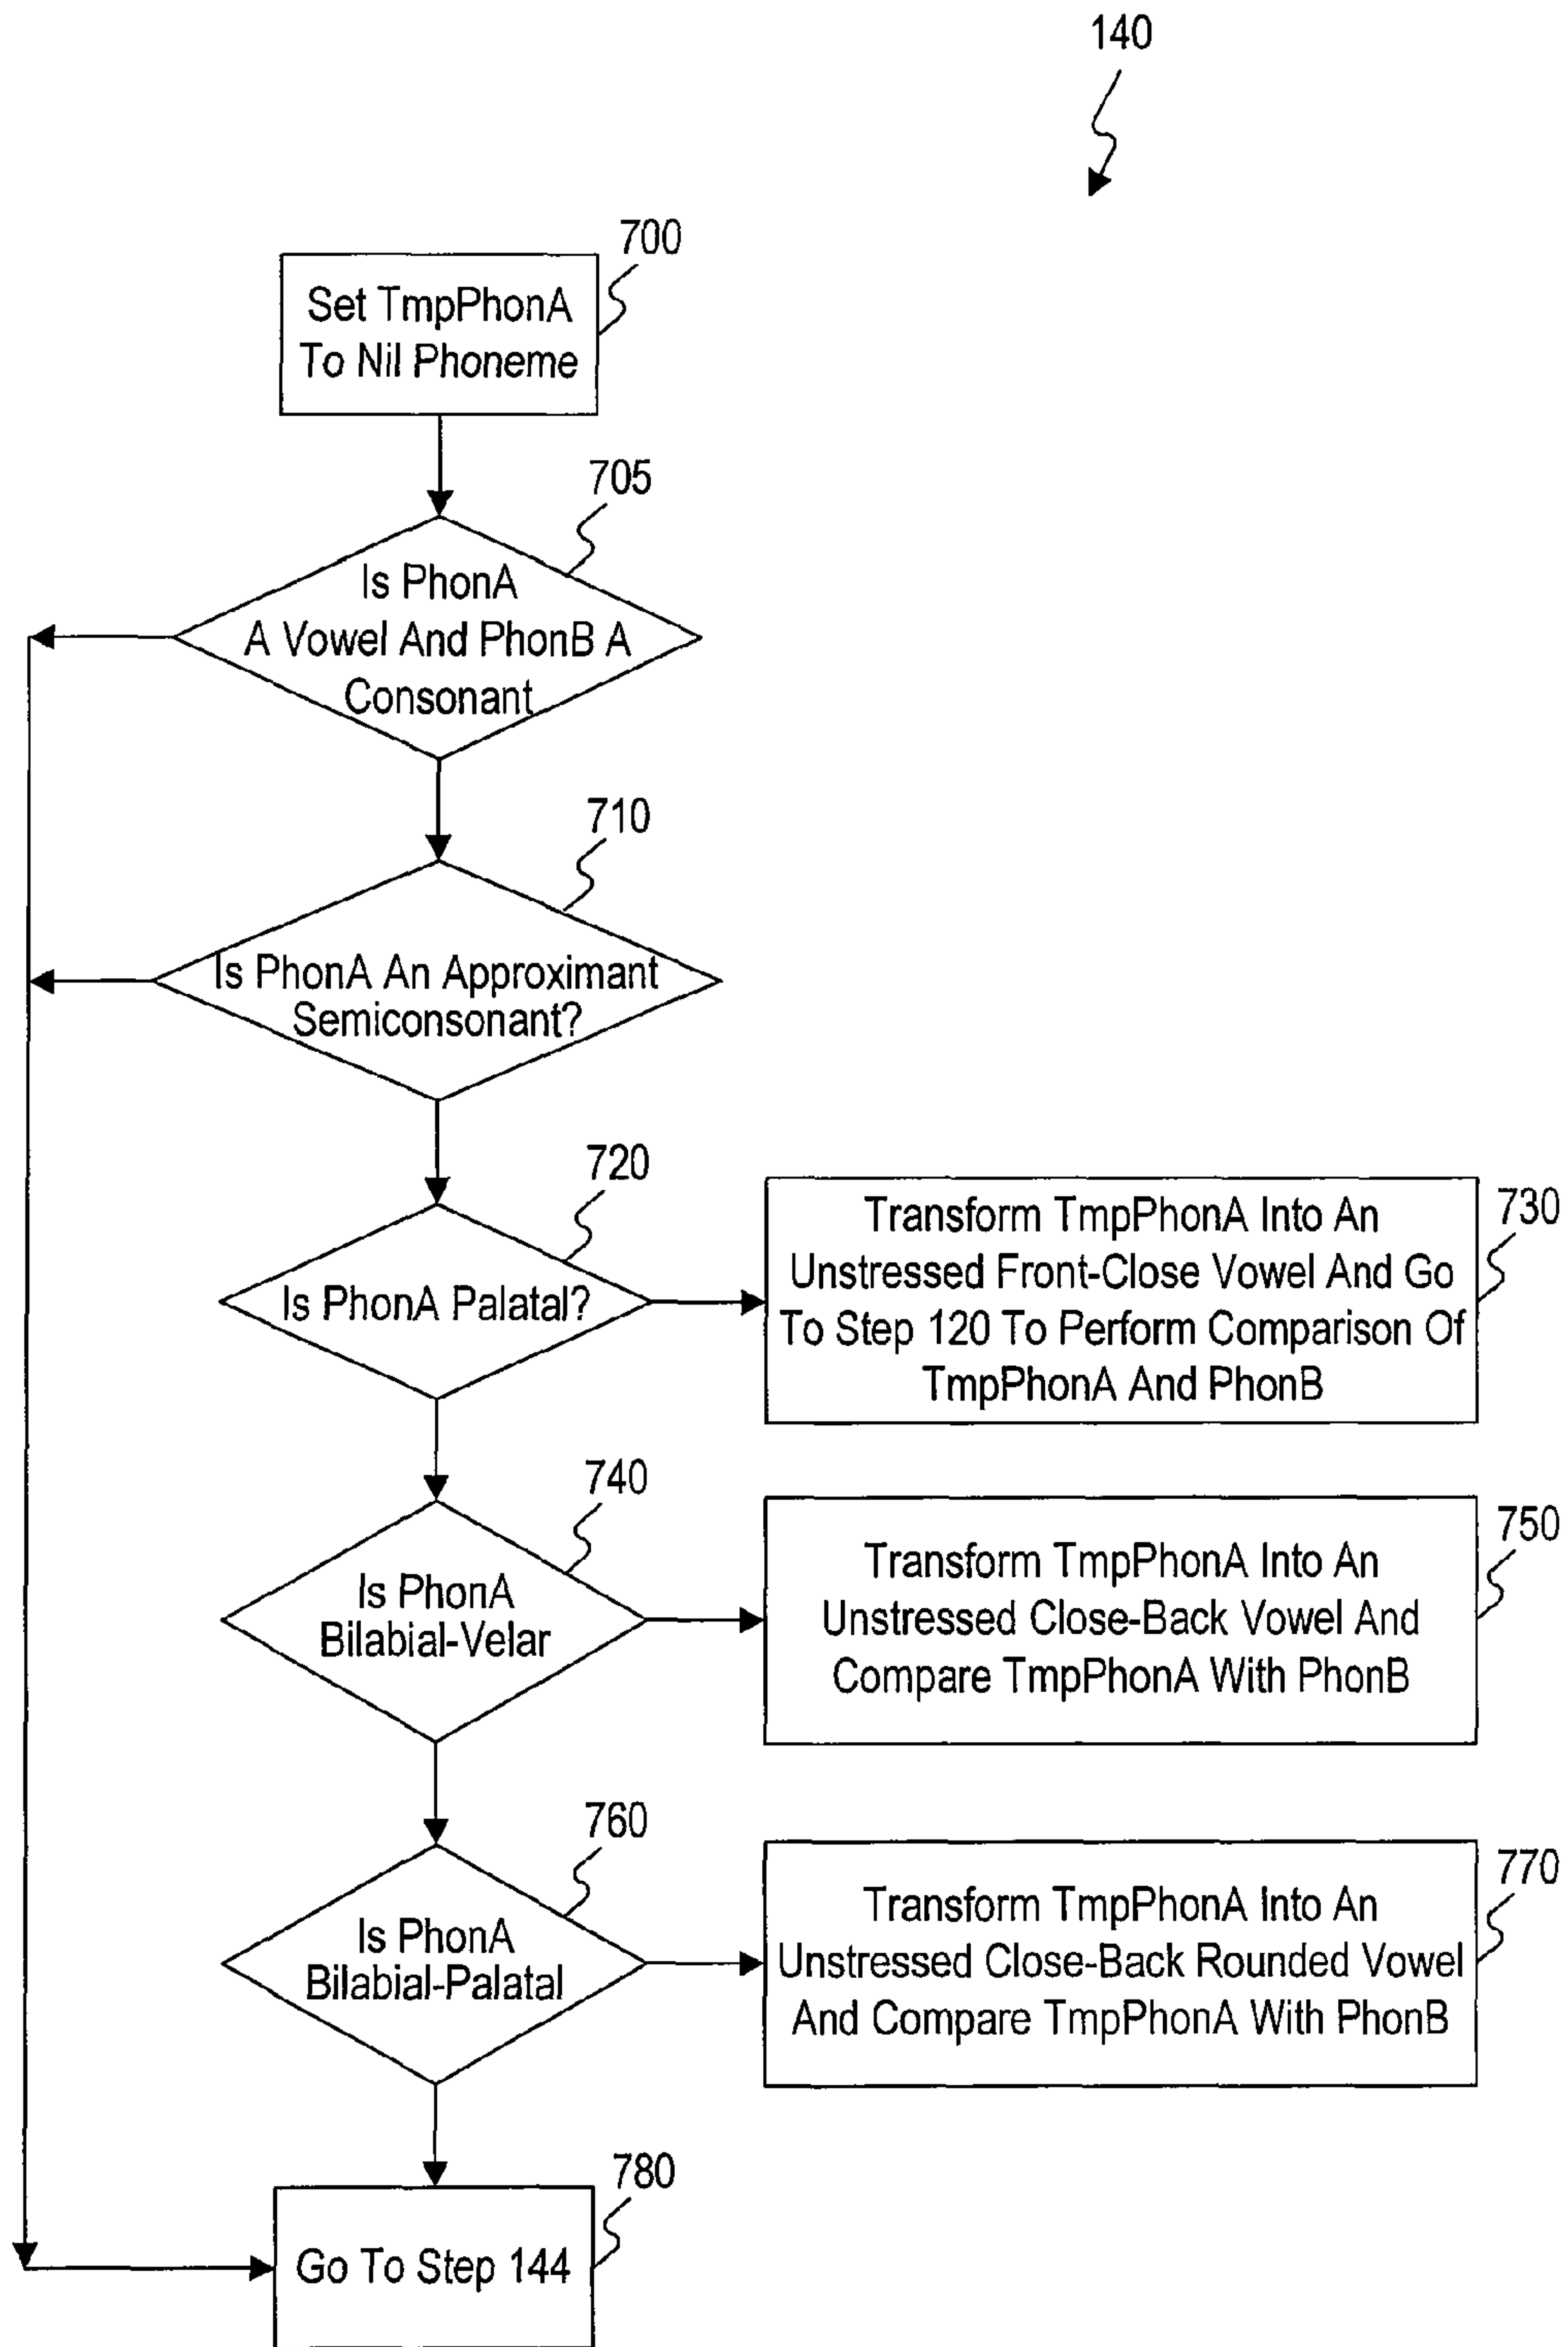 140
700
Set TmpPhonA
To Nil Phoneme
705
Is PhonA
A Vowel And PhonB A
Consonant
710
Is PhonA An Approximant
Semiconsonant?
720
Is PhonA Palatal?
730
Transform TmpPhonA Into An
Unstressed Front-Close Vowel And Go
To Step 120 To Perform Comparison Of
TmpPhonA And PhonB
740
Is PhonA
Bilabial-Velar
750
Transform TmpPhonA Into An
Unstressed Close-Back Vowel And
Compare TmpPhonA With PhonB
760
Is PhonA
Bilabial-Palatal
770
Transform TmpPhonA Into An
Unstressed Close-Back Rounded Vowel
And Compare TmpPhonA With PhonB
780
Go To Step 144